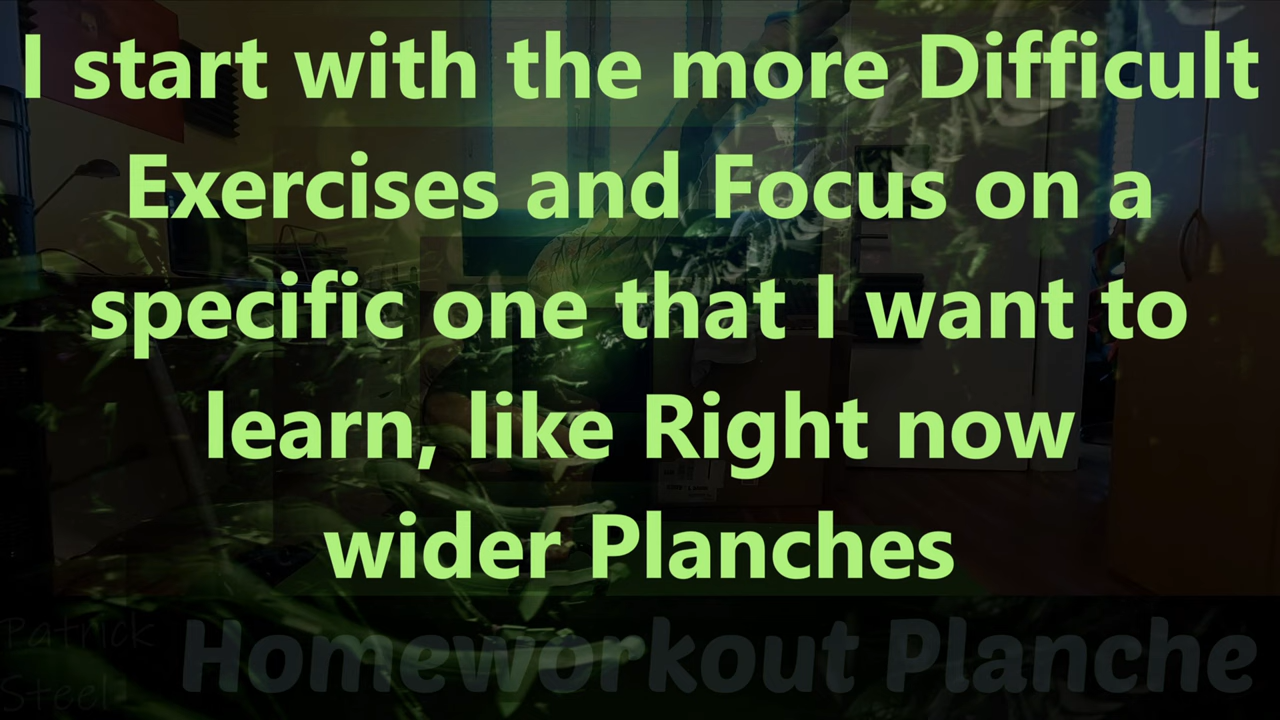 I start with the more Difficult
Exercises and Focus on a
specific one that I want to
learn, like Right now
wider Planches
Patrick
Steel
Homeworkout Planche